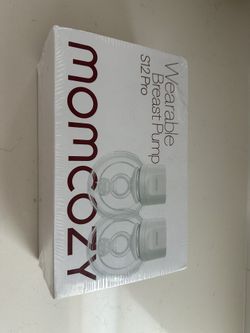 Wearable
Breast Pump
S12 Pro
momcozy